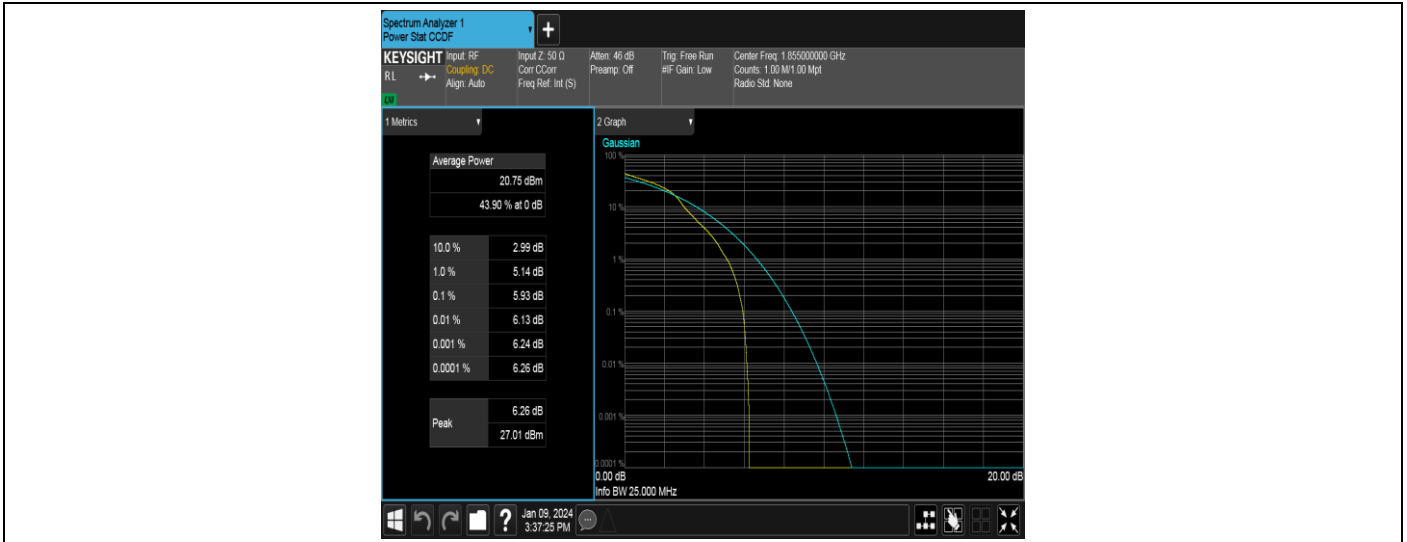 Spectrum Analyzer 1
Power Stat CCDF
KEYSIGHT Input: RF
RL Coupling: DC
Align: Auto
LXI
Input Z: 50 Ω
Corr CCorr
Freq Ref: Int (S)
Atten: 46 dB
Preamp: Off
Trig: Free Run
#IF Gain: Low
Center Freq: 1.855000000 GHz
Counts: 1.00 M/1.00 Mpt
Radio Std: None
1 Metrics
Average Power
20.75 dBm
43.90 % at 0 dB
10.0 % 2.99 dB
1.0 % 5.14 dB
0.1 % 5.93 dB
0.01 % 6.13 dB
0.001 % 6.24 dB
0.0001 % 6.26 dB
Peak 6.26 dB
27.01 dBm
2 Graph
Gaussian
100 %
10 %
1 %
0.1 %
0.01 %
0.001 %
0.0001 %
0.00 dB 20.00 dB
Info BW 25.000 MHz
? Jan 09, 2024
3:37:25 PM